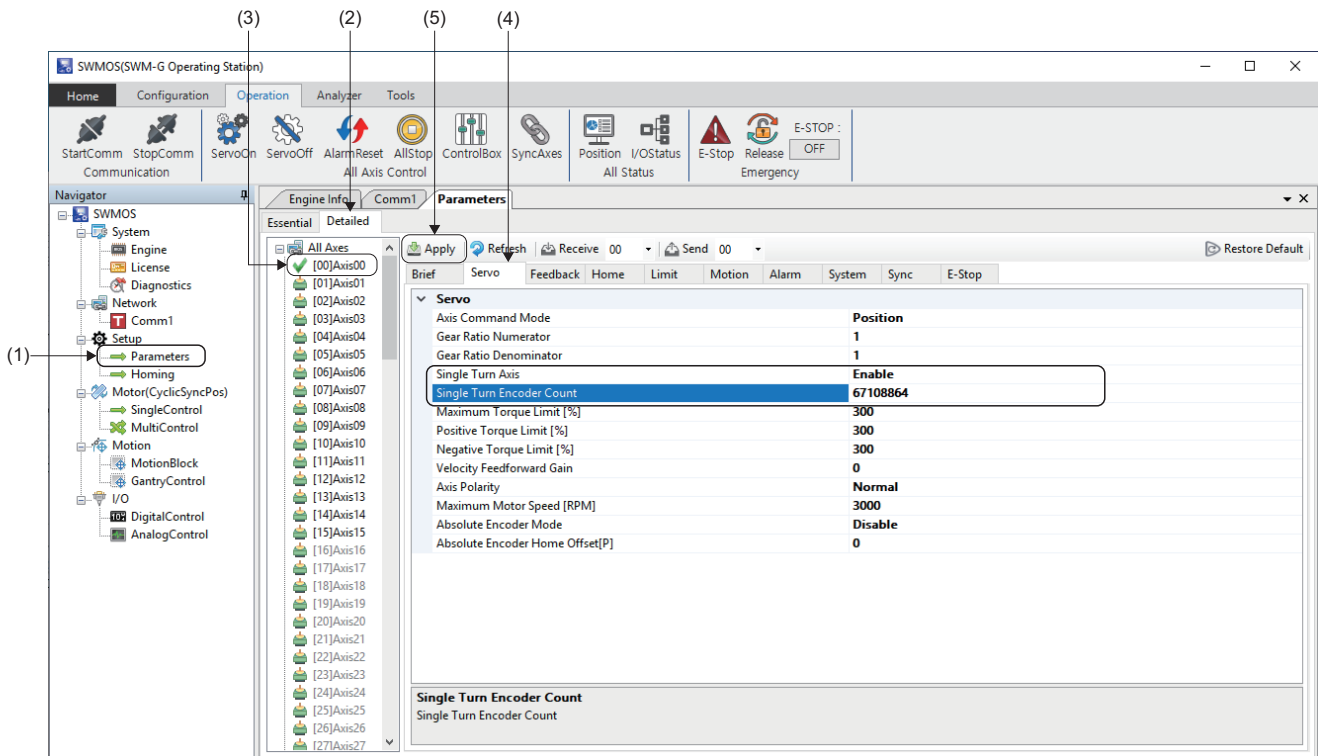 (3) (2) (5) (4)
SWMOS(SWM-G Operating Station)
Home Configuration Operation Analyzer Tools
StartComm StopComm ServoOn ServoOff AlarmReset AllStop ControlBox SyncAxes Position I/OStatus E-Stop Release E-STOP : OFF
Communication All Axis Control All Status Emergency
Navigator
SWMOS
System
Engine
License
Diagnostics
Network
Comm1
Setup
(1)
Parameters
Homing
Motor(CyclicSyncPos)
SingleControl
MultiControl
Motion
MotionBlock
GantryControl
I/O
DigitalControl
AnalogControl
Engine Info Comm1 Parameters
Essential Detailed
All Axes
[00]Axis00
[01]Axis01
[02]Axis02
[03]Axis03
[04]Axis04
[05]Axis05
[06]Axis06
[07]Axis07
[08]Axis08
[09]Axis09
[10]Axis10
[11]Axis11
[12]Axis12
[13]Axis13
[14]Axis14
[15]Axis15
[16]Axis16
[17]Axis17
[18]Axis18
[19]Axis19
[20]Axis20
[21]Axis21
[22]Axis22
[23]Axis23
[24]Axis24
[25]Axis25
[26]Axis26
[27]Axis27
Apply Refresh Receive 00 Send 00 Restore Default
Brief Servo Feedback Home Limit Motion Alarm System Sync E-Stop
Servo
Axis Command Mode Position
Gear Ratio Numerator 1
Gear Ratio Denominator 1
Single Turn Axis Enable
Single Turn Encoder Count 67108864
Maximum Torque Limit [%] 300
Positive Torque Limit [%] 300
Negative Torque Limit [%] 300
Velocity Feedforward Gain 0
Axis Polarity Normal
Maximum Motor Speed [RPM] 3000
Absolute Encoder Mode Disable
Absolute Encoder Home Offset[P] 0
Single Turn Encoder Count
Single Turn Encoder Count